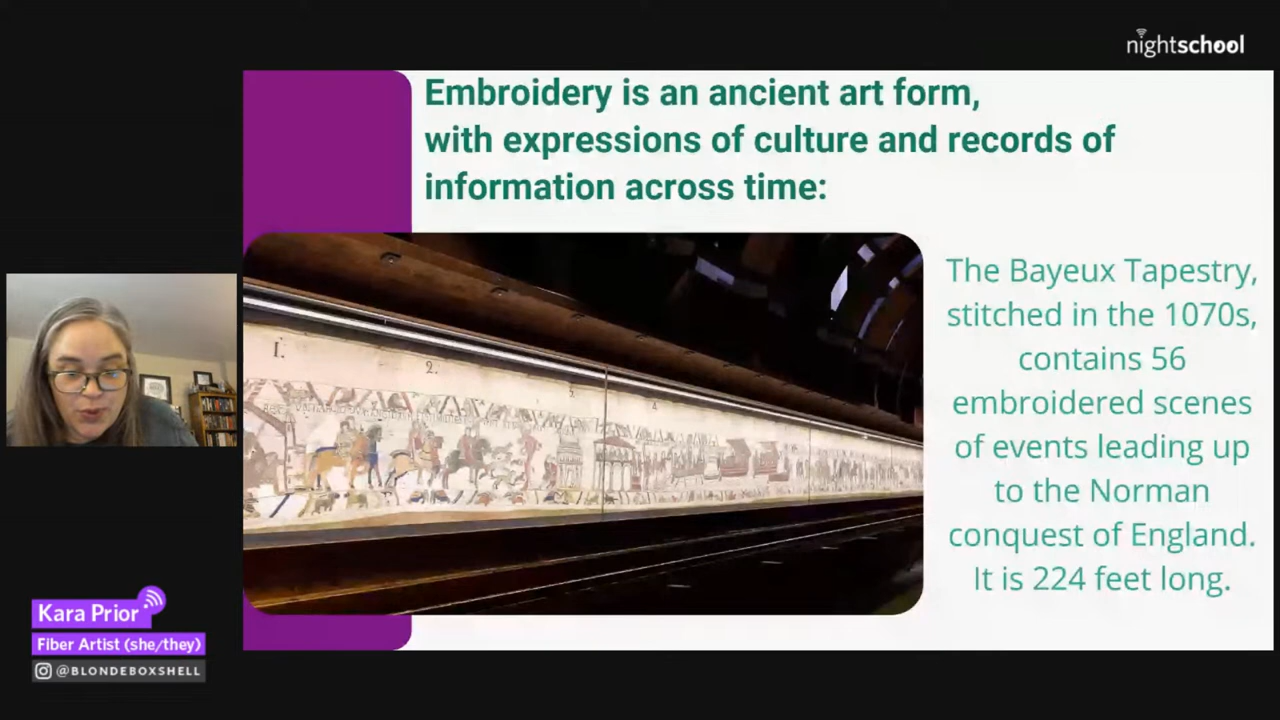 nightschool
Embroidery is an ancient art form,
with expressions of culture and records of
information across time:
The Bayeux Tapestry,
stitched in the 1070s,
contains 56
embroidered scenes
of events leading up
to the Norman
conquest of England.
It is 224 feet long.
1.
2.
Kara Prior
Fiber Artist (she/they)
@BLONDEBOXSHELL